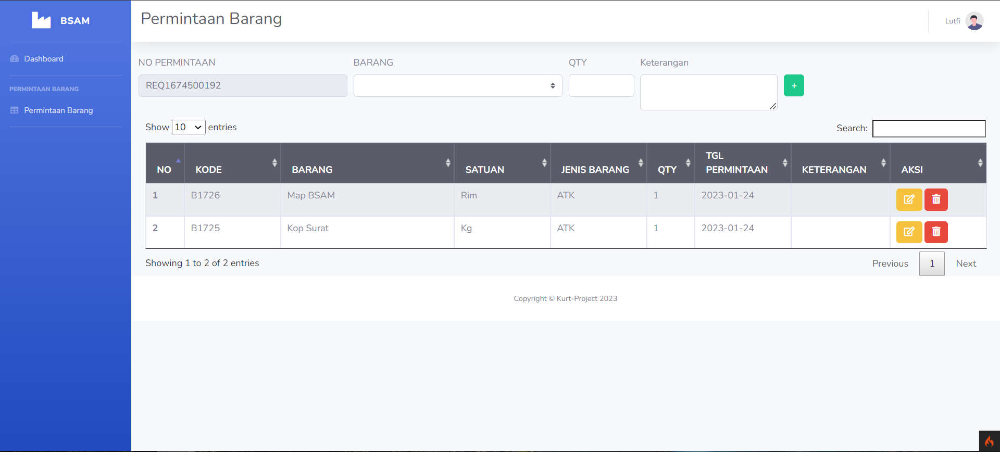 BSAM
Permintaan Barang
Lutfi
Dashboard
PERMINTAAN BARANG
Permintaan Barang
NO PERMINTAAN
BARANG
QTY
Keterangan
REQ1674500192
+
Show 10 entries
Search:
NO
KODE
BARANG
SATUAN
JENIS BARANG
QTY
TGL
PERMINTAAN
KETERANGAN
AKSI
1 B1726 Map BSAM Rim ATK 1 2023-01-24
2 B1725 Kop Surat Kg ATK 1 2023-01-24
Showing 1 to 2 of 2 entries
Previous 1 Next
Copyright © Kurt-Project 2023